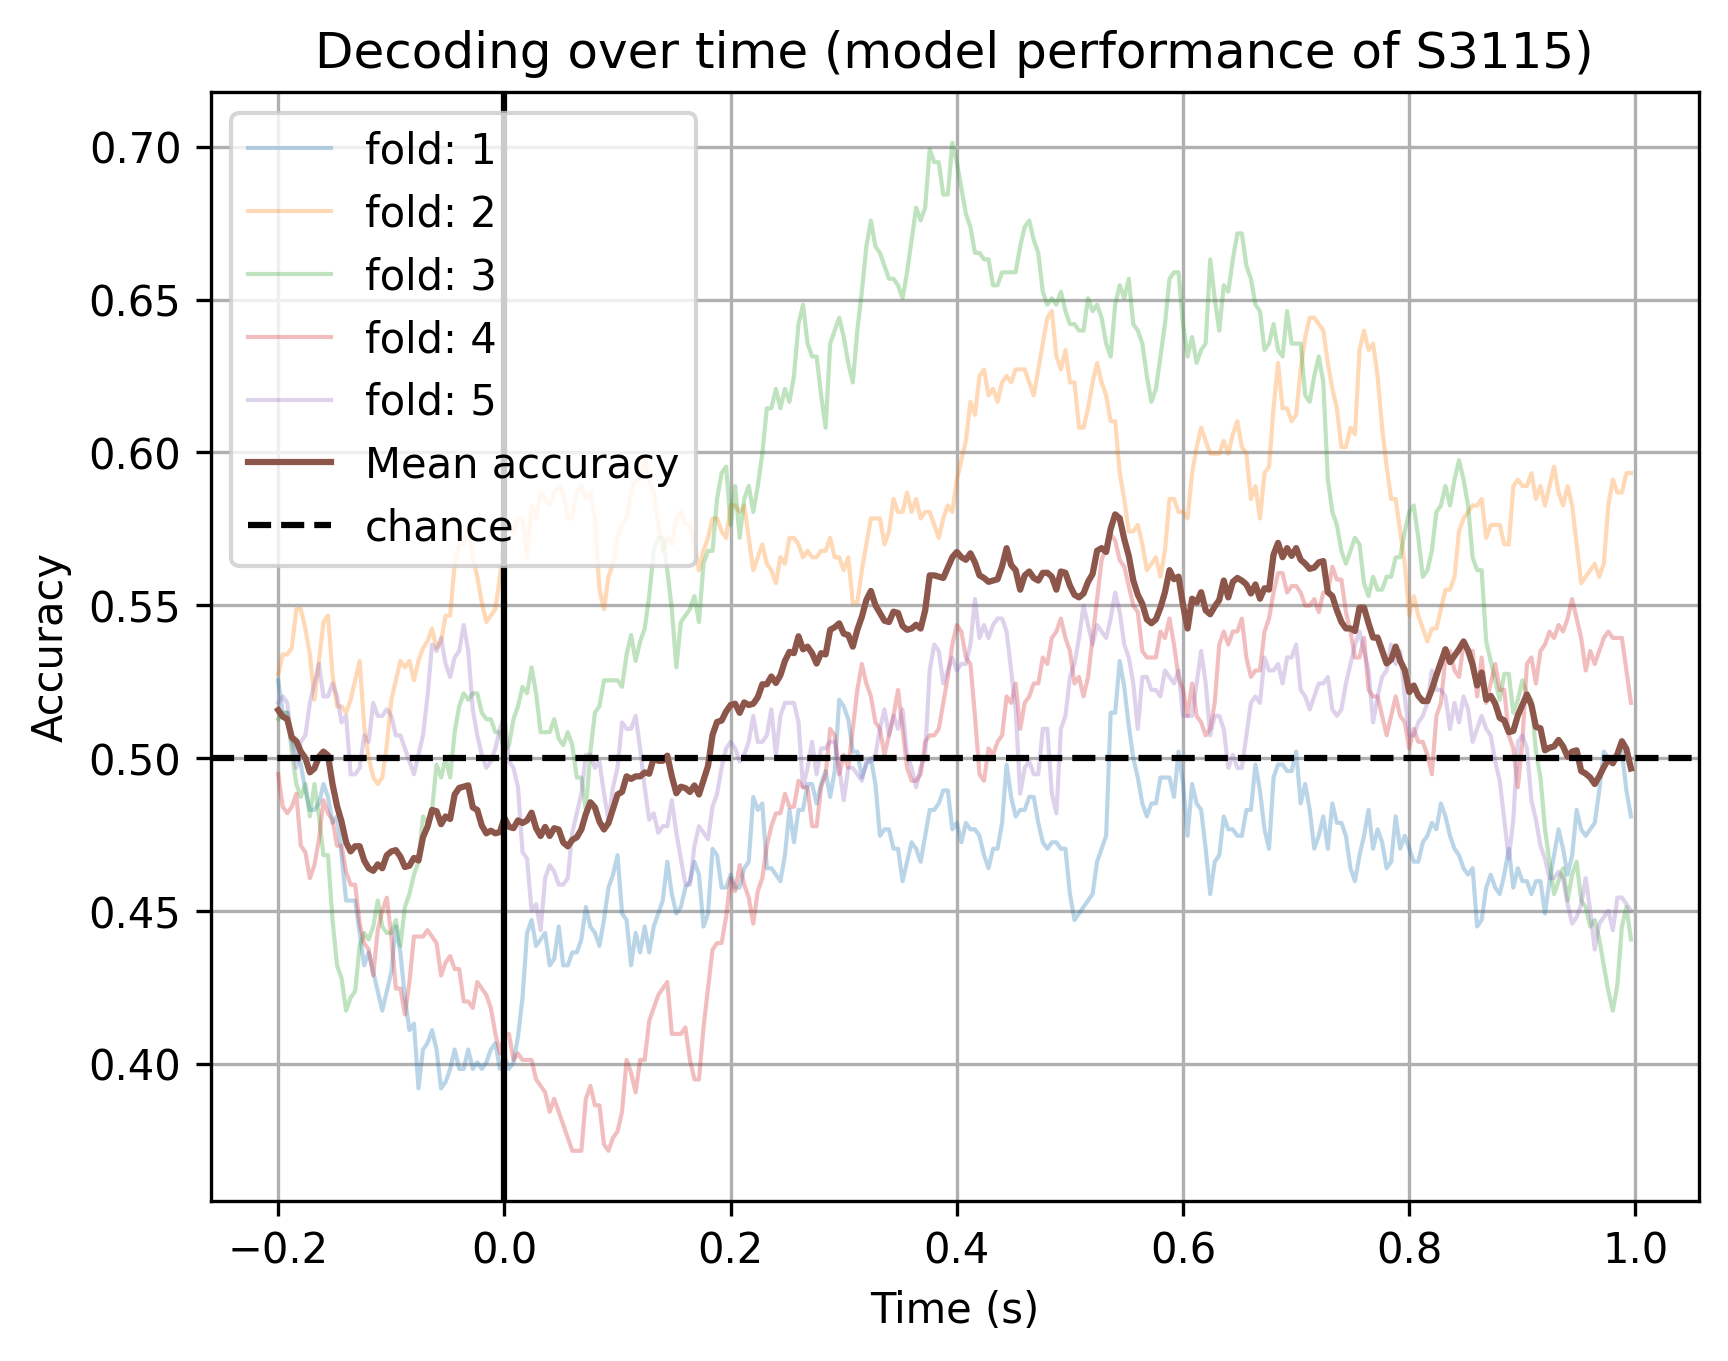 Decoding over time (model performance of S3115)
0.70
0.65
0.60
0.55
0.50
0.45
0.40
Accuracy
fold: 1
fold: 2
fold: 3
fold: 4
fold: 5
Mean accuracy
chance
−0.2 0.0 0.2 0.4 0.6 0.8 1.0
Time (s)